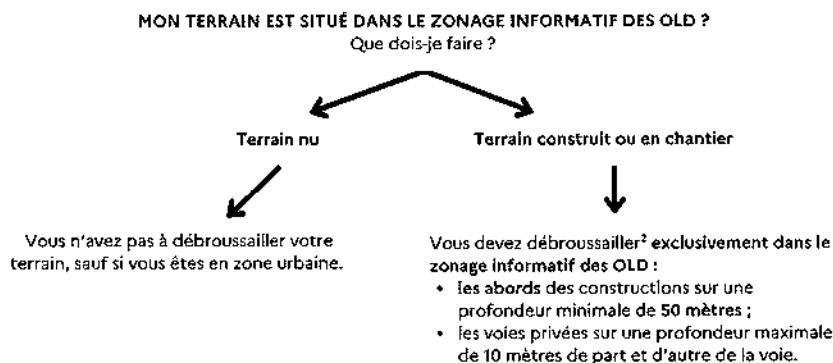 MON TERRAIN EST SITUÉ DANS LE ZONAGE INFORMATIF DES OLD ?
Que dois-je faire ?
Terrain nu
Terrain construit ou en chantier
Vous n'avez pas à débroussailler votre
terrain, sauf si vous êtes en zone urbaine.
Vous devez débroussailler² exclusivement dans le
zonage informatif des OLD :
• les abords des constructions sur une
profondeur minimale de 50 mètres ;
• les voies privées sur une profondeur maximale
de 10 mètres de part et d'autre de la voie.